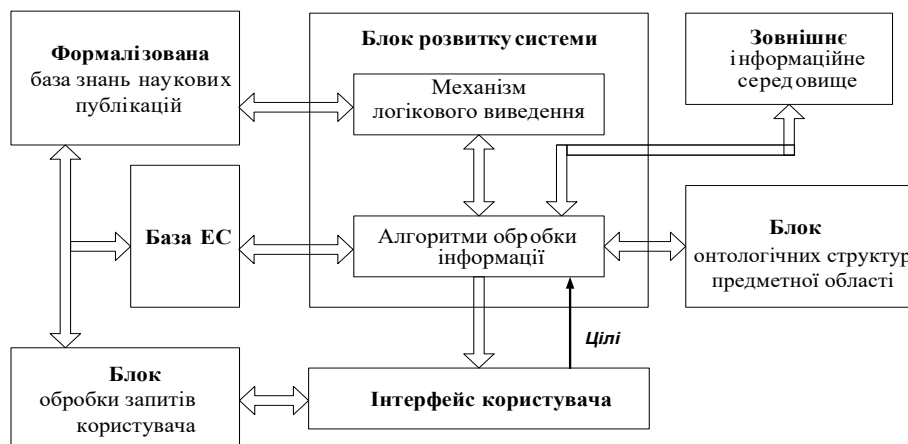 Формалізована
база знань наукових
публікацій
Блок розвитку системи
Механізм
логікового виведення
Зовнішнє
інформаційне
середовище
База ЕС
Алгоритми обробки
інформації
Блок
онтологічних структур
предметної області
Цілі
Блок
обробки запитів
користувача
Інтерфейс користувача